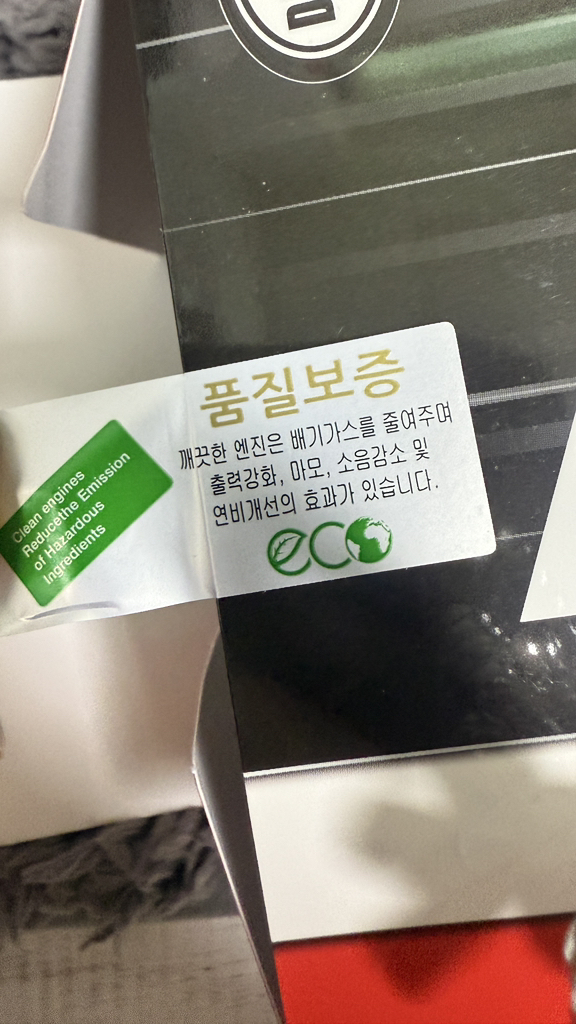 품질보증
깨끗한 엔진은 배기가스를 줄여주며
출력강화, 마모, 소음감소 및
연비개선의 효과가 있습니다.
eco
Clean engines
Reducethe Emission
of Hazardous
Ingredients